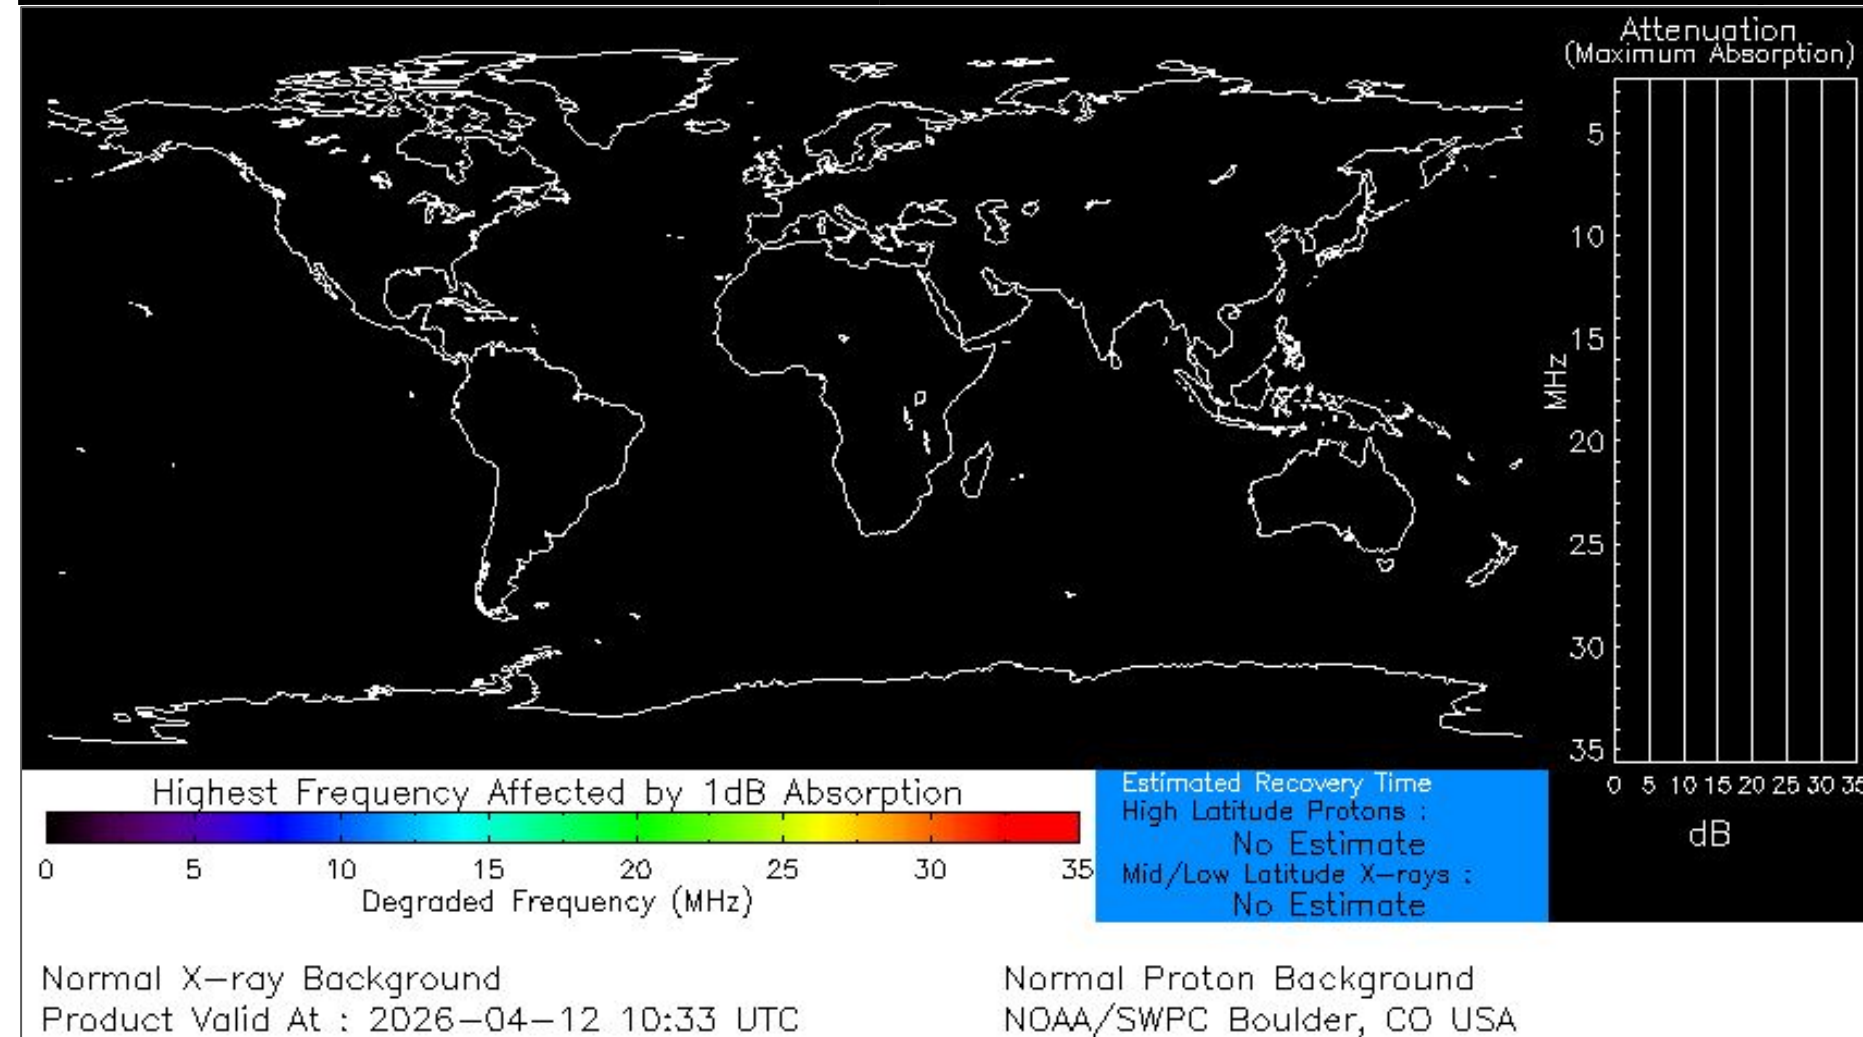 Attenuation
(Maximum Absorption)
5
10
15
20
25
30
35
MHz
0 5 10 15 20 25 30 35
dB
Highest Frequency Affected by 1dB Absorption
0 5 10 15 20 25 30 35
Degraded Frequency (MHz)
Estimated Recovery Time
High Latitude Protons :
No Estimate
Mid/Low Latitude X-rays :
No Estimate
Normal X-ray Background
Normal Proton Background
Product Valid At : 2026-04-12 10:33 UTC
NOAA/SWPC Boulder, CO USA